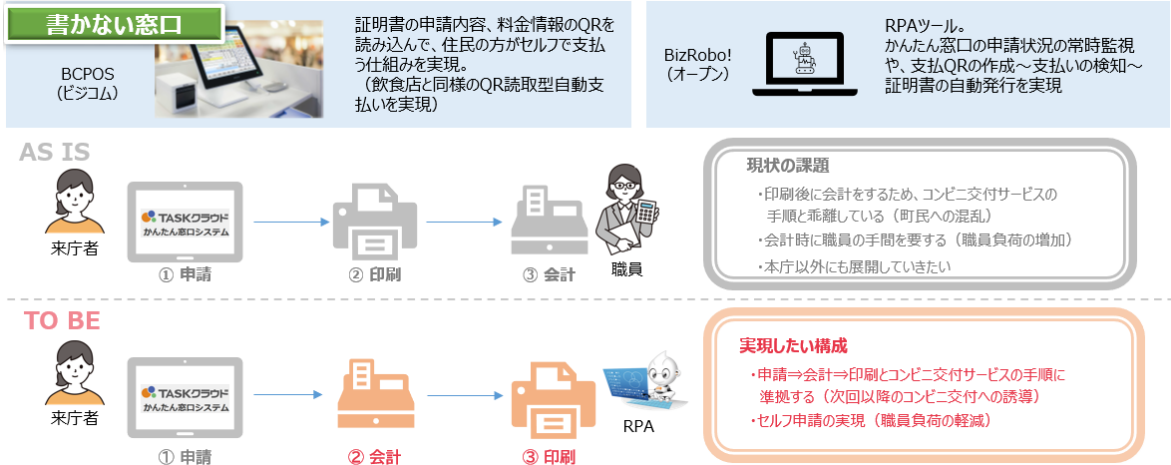 書かない窓口
BCPOS
（ビジコム）
証明書の申請内容、料金情報のQRを
読み込んで、住民の方がセルフで支払
う仕組みを実現。
（飲食店と同様のQR読取型自動支
払いを実現）
BizRobo!
（オープン）
RPAツール。
かんたん窓口の申請状況の常時監視
や、支払QRの作成～支払いの検知～
証明書の自動発行を実現
AS IS
来庁者
TASKクラウド
かんたん窓口システム
① 申請
② 印刷
③ 会計
職員
現状の課題
・印刷後に会計をするため、コンビニ交付サービスの
手順と乖離している（町民への混乱）
・会計時に職員の手間を要する（職員負荷の増加）
・本庁以外にも展開していきたい
TO BE
来庁者
TASKクラウド
かんたん窓口システム
① 申請
② 会計
③ 印刷
RPA
実現したい構成
・申請⇒会計⇒印刷とコンビニ交付サービスの手順に
準拠する（次回以降のコンビニ交付への誘導）
・セルフ申請の実現（職員負荷の軽減）